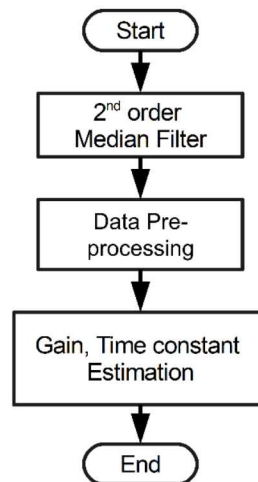 Start
2nd order
Median Filter
Data Pre-
processing
Gain, Time constant
Estimation
End